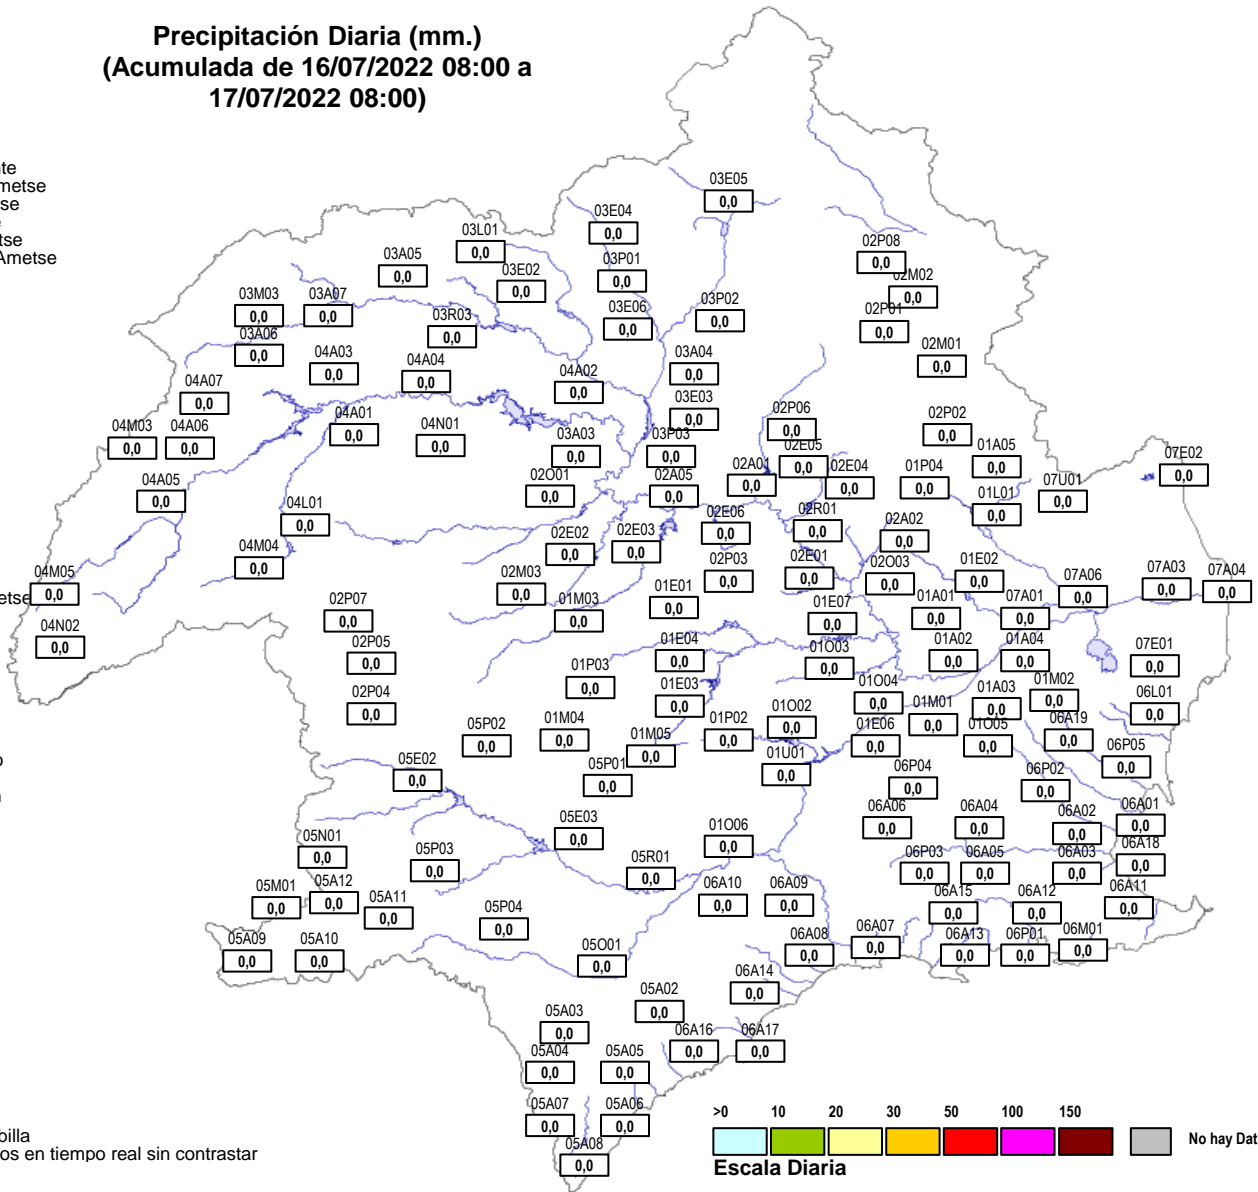 Precipitación Diaria (mm.)
(Acumulada de 16/07/2022 08:00 a
17/07/2022 08:00)
03E05
0,0
03E04
0,0
03L01
0,0
03A05
0,0
03P01
0,0
03E02
0,0
02P08
0,0
02M02
0,0
03M03
0,0
03A07
0,0
03R03
0,0
03E06
0,0
03P02
0,0
02P01
0,0
03A06
0,0
04A03
0,0
04A04
0,0
04A02
0,0
03A04
0,0
02M01
0,0
04A07
0,0
03E03
0,0
04M03
0,0
04A06
0,0
04A01
0,0
04N01
0,0
03A03
0,0
03P03
0,0
02P06
0,0
02E05
0,0
02P02
0,0
01A05
0,0
07E02
0,0
04A05
0,0
02O01
0,0
02A05
0,0
02A01
0,0
02E04
0,0
01P04
0,0
01L01
0,0
07U01
0,0
04L01
0,0
02E06
0,0
02R01
0,0
02A02
0,0
04M04
0,0
02E02
0,0
02E03
0,0
04M05
0,0
02M03
0,0
02P03
0,0
02E01
0,0
02O03
0,0
01E02
0,0
07A06
0,0
07A03
0,0
07A04
0,0
02P07
0,0
01M03
0,0
01E01
0,0
01E07
0,0
01A01
0,0
07A01
0,0
04N02
0,0
02P05
0,0
01E04
0,0
01O03
0,0
01A02
0,0
01A04
0,0
07E01
0,0
01P03
0,0
02P04
0,0
01E03
0,0
01O04
0,0
01M01
0,0
01A03
0,0
01M02
0,0
06L01
0,0
05P02
0,0
01M04
0,0
01M05
0,0
01P02
0,0
01O02
0,0
01E06
0,0
01O05
0,0
06A19
0,0
06P05
0,0
05E02
0,0
05P01
0,0
01U01
0,0
06P04
0,0
06P02
0,0
05E03
0,0
01O06
0,0
06A06
0,0
06A04
0,0
06A02
0,0
06A01
0,0
05N01
0,0
05P03
0,0
05R01
0,0
06P03
0,0
06A05
0,0
06A03
0,0
06A18
0,0
05M01
0,0
05A12
0,0
05A11
0,0
06A10
0,0
06A09
0,0
06A15
0,0
06A12
0,0
06A11
0,0
05P04
0,0
05A09
0,0
05A10
0,0
05O01
0,0
06A08
0,0
06A07
0,0
06A13
0,0
06P01
0,0
06M01
0,0
05A02
0,0
06A14
0,0
05A03
0,0
06A16
0,0
06A17
0,0
05A04
0,0
05A05
0,0
05A07
0,0
05A06
0,0
05A08
0,0
os en tiempo real sin contrastar
>0 10 20 30 50 100 150
No hay Dat
Escala Diaria